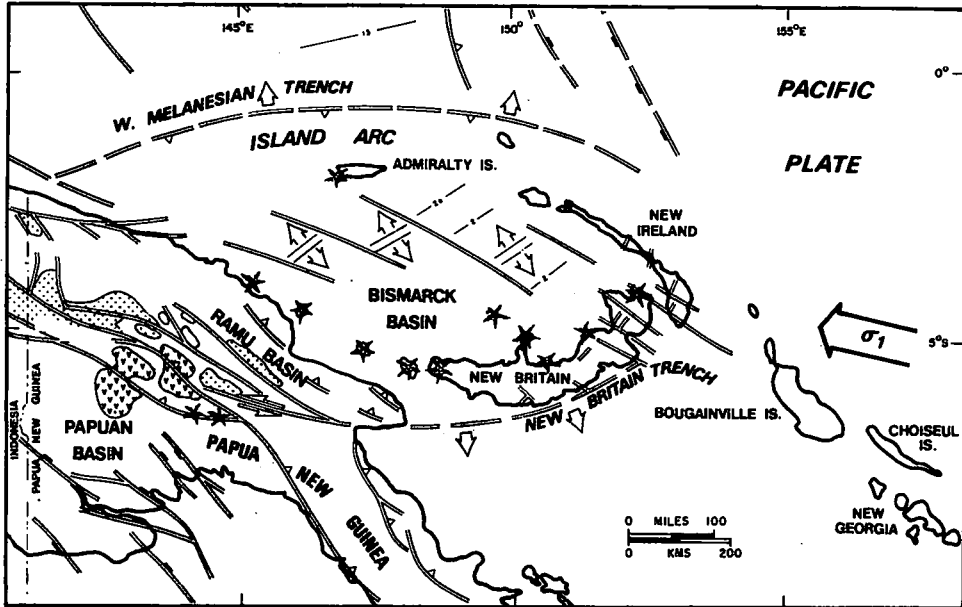 145°E
150°
155°E
0°
W. MELANESIAN TRENCH
PACIFIC
PLATE
ISLAND ARC
ADMIRALTY IS.
NEW
IRELAND
BISMARCK
BASIN
σ1
5°S
RAMU BASIN
NEW BRITAIN
NEW BRITAIN TRENCH
BOUGAINVILLE IS.
INDONESIA
PAPUA NEW GUINEA
PAPUAN
BASIN
PAPUA
NEW
GUINEA
CHOISEUL
IS.
NEW
GEORGIA
0 MILES 100
0 KMS 200